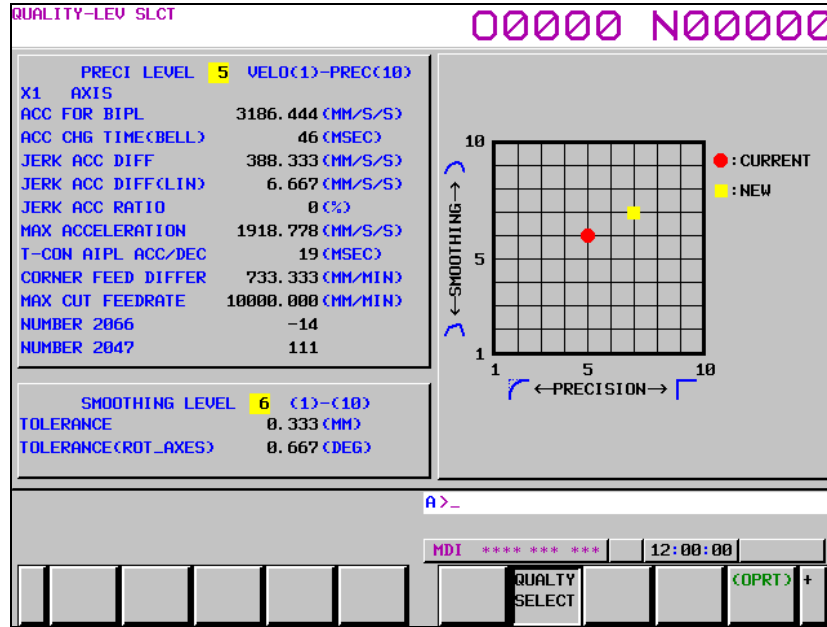 QUALITY-LEV SLCT
O0000 N00000
PRECI LEVEL 5 VELO(1)-PREC(10)
X1 AXIS
ACC FOR BIPL 3186.444(MM/S/S)
ACC CHG TIME(BELL) 46(MSEC)
JERK ACC DIFF 388.333(MM/S/S)
JERK ACC DIFF(LIN) 6.667(MM/S/S)
JERK ACC RATIO 0(%)
MAX ACCELERATION 1918.778(MM/S/S)
T-CON AIPL ACC/DEC 19(MSEC)
CORNER FEED DIFFER 733.333(MM/MIN)
MAX CUT FEEDRATE 10000.000(MM/MIN)
NUMBER 2066 -14
NUMBER 2047 111
SMOOTHING LEVEL 6 (1)-(10)
TOLERANCE 0.333(MM)
TOLERANCE(ROT_AXES) 0.667(DEG)
10
5
1
←SMOOTHING→
1 5 10
←PRECISION→
:CURRENT
:NEW
A>_
MDI **** *** *** 12:00:00
QUALTY
SELECT
(OPRT) +